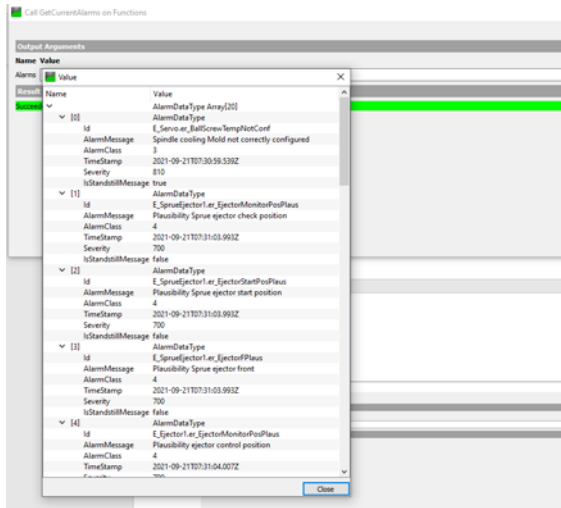 Call GetCurrentAlarms on Functions
Output Arguments
Name Value
Alarms
Value
Result
Succeed
Name Value
AlarmDataType Array[20]
[0] AlarmDataType
Id E_Servo.er_BallScrewTempNotConf
AlarmMessage Spindle cooling Mold not correctly configured
AlarmClass 3
TimeStamp 2021-09-21T07:30:59.539Z
Severity 810
IsStandstillMessage true
[1] AlarmDataType
Id E_SprueEjector1.er_EjectorMonitorPosPlaus
AlarmMessage Plausibility Sprue ejector check position
AlarmClass 4
TimeStamp 2021-09-21T07:31:03.993Z
Severity 700
IsStandstillMessage false
[2] AlarmDataType
Id E_SprueEjector1.er_EjectorStartPosPlaus
AlarmMessage Plausibility Sprue ejector start position
AlarmClass 4
TimeStamp 2021-09-21T07:31:03.993Z
Severity 700
IsStandstillMessage false
[3] AlarmDataType
Id E_SprueEjector1.er_EjectorFPlaus
AlarmMessage Plausibility Sprue ejector front
AlarmClass 4
TimeStamp 2021-09-21T07:31:03.993Z
Severity 700
IsStandstillMessage false
[4] AlarmDataType
Id E_Ejector1.er_EjectorMonitorPosPlaus
AlarmMessage Plausibility ejector control position
AlarmClass 4
TimeStamp 2021-09-21T07:31:04.007Z
Close